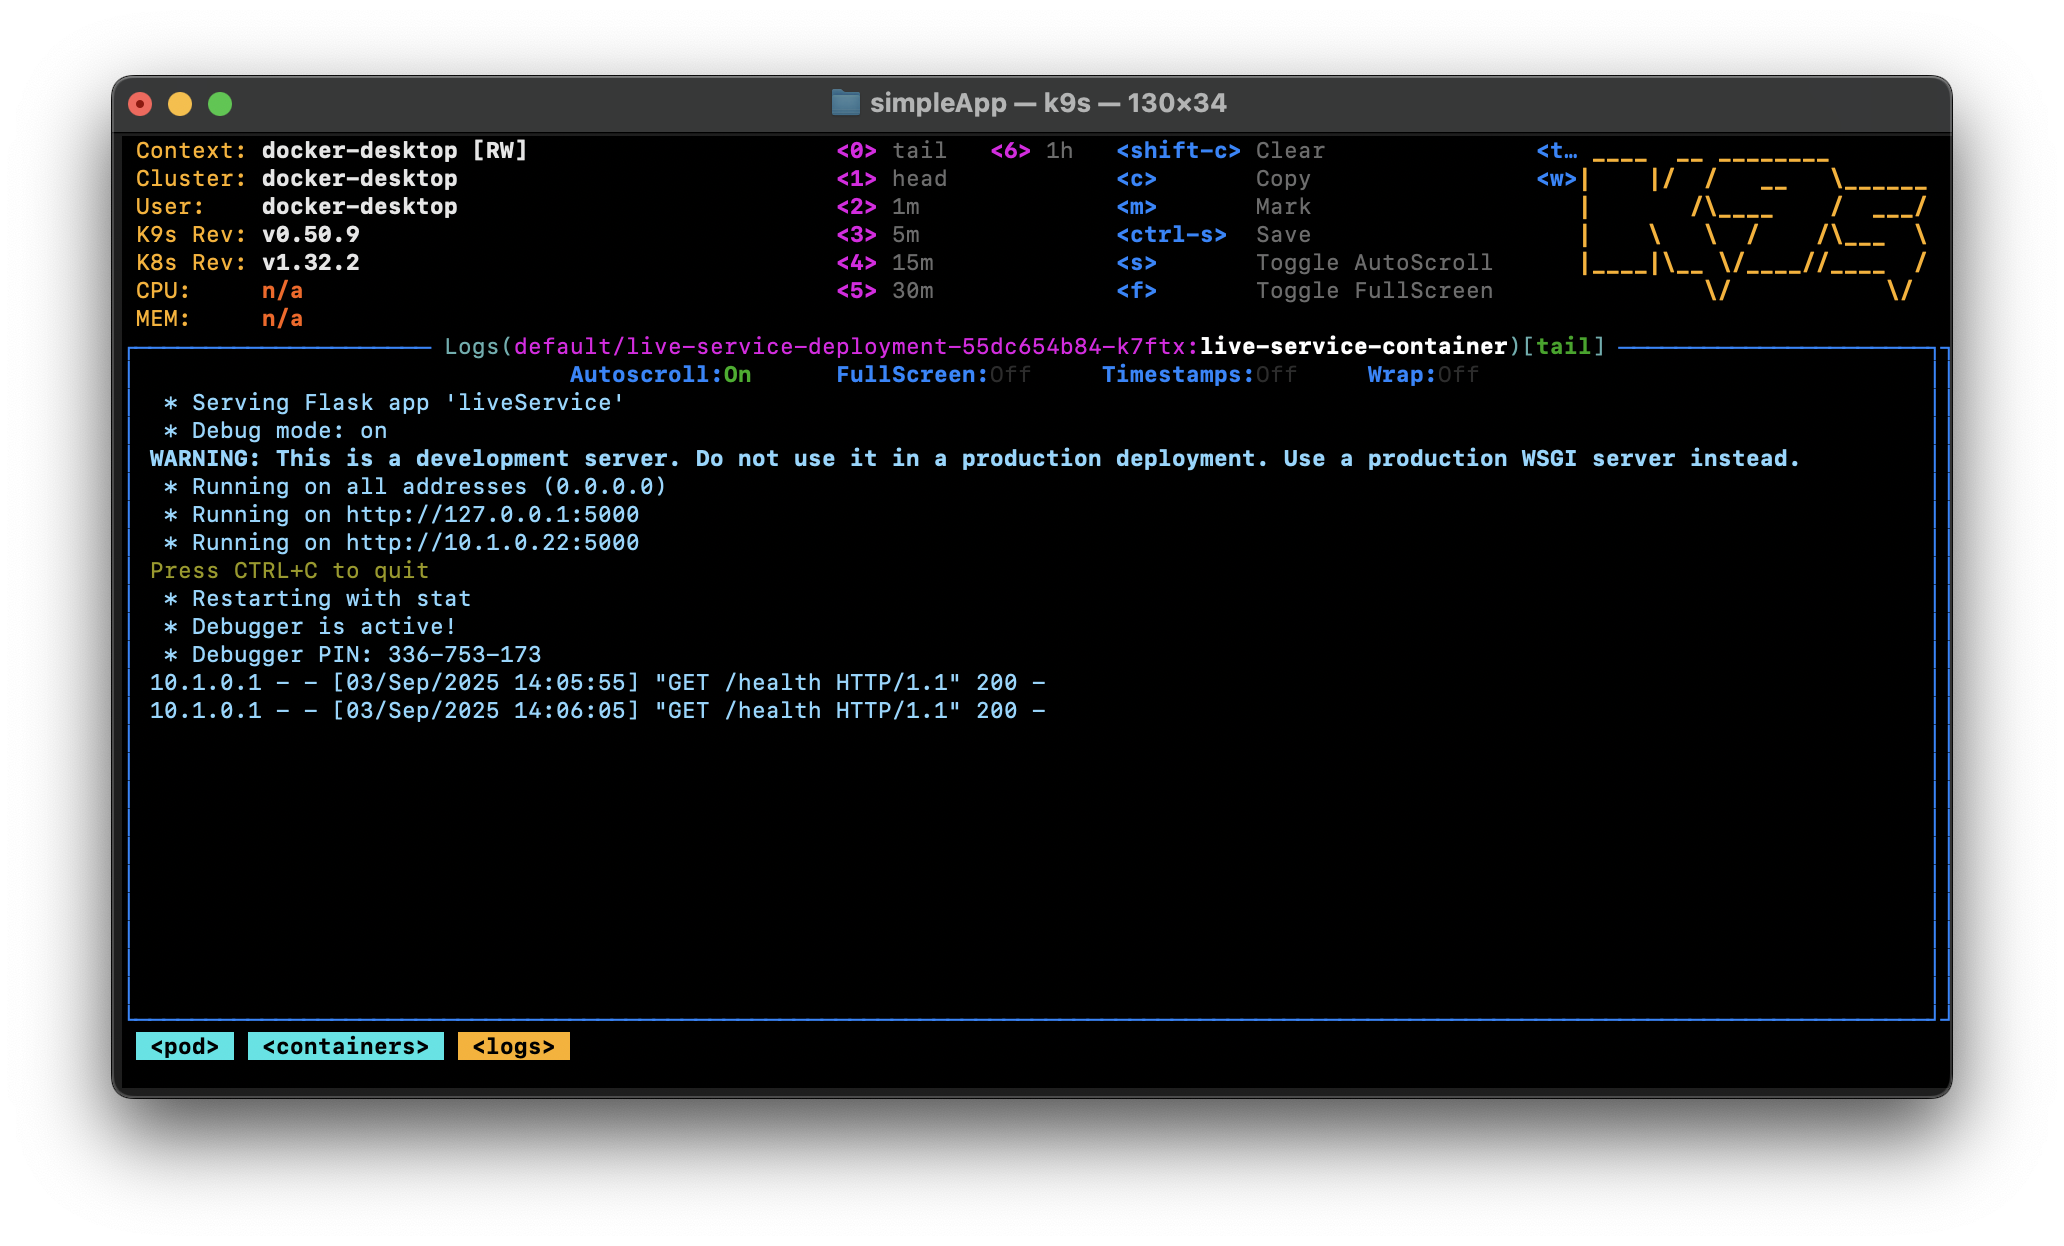 simpleApp — k9s — 130×34
Context: docker-desktop [RW] <0> tail <6> 1h <shift-c> Clear <t…
Cluster: docker-desktop <1> head <c> Copy <w>
User: docker-desktop <2> 1m <m> Mark
K9s Rev: v0.50.9 <3> 5m <ctrl-s> Save
K8s Rev: v1.32.2 <4> 15m <s> Toggle AutoScroll
CPU: n/a <5> 30m <f> Toggle FullScreen
MEM: n/a
Logs(default/live-service-deployment-55dc654b84-k7ftx:live-service-container)[tail]
Autoscroll:On FullScreen:Off Timestamps:Off Wrap:Off
* Serving Flask app 'liveService'
* Debug mode: on
WARNING: This is a development server. Do not use it in a production deployment. Use a production WSGI server instead.
* Running on all addresses (0.0.0.0)
* Running on http://127.0.0.1:5000
* Running on http://10.1.0.22:5000
Press CTRL+C to quit
* Restarting with stat
* Debugger is active!
* Debugger PIN: 336-753-173
10.1.0.1 - - [03/Sep/2025 14:05:55] "GET /health HTTP/1.1" 200 -
10.1.0.1 - - [03/Sep/2025 14:06:05] "GET /health HTTP/1.1" 200 -
<pod> <containers> <logs>